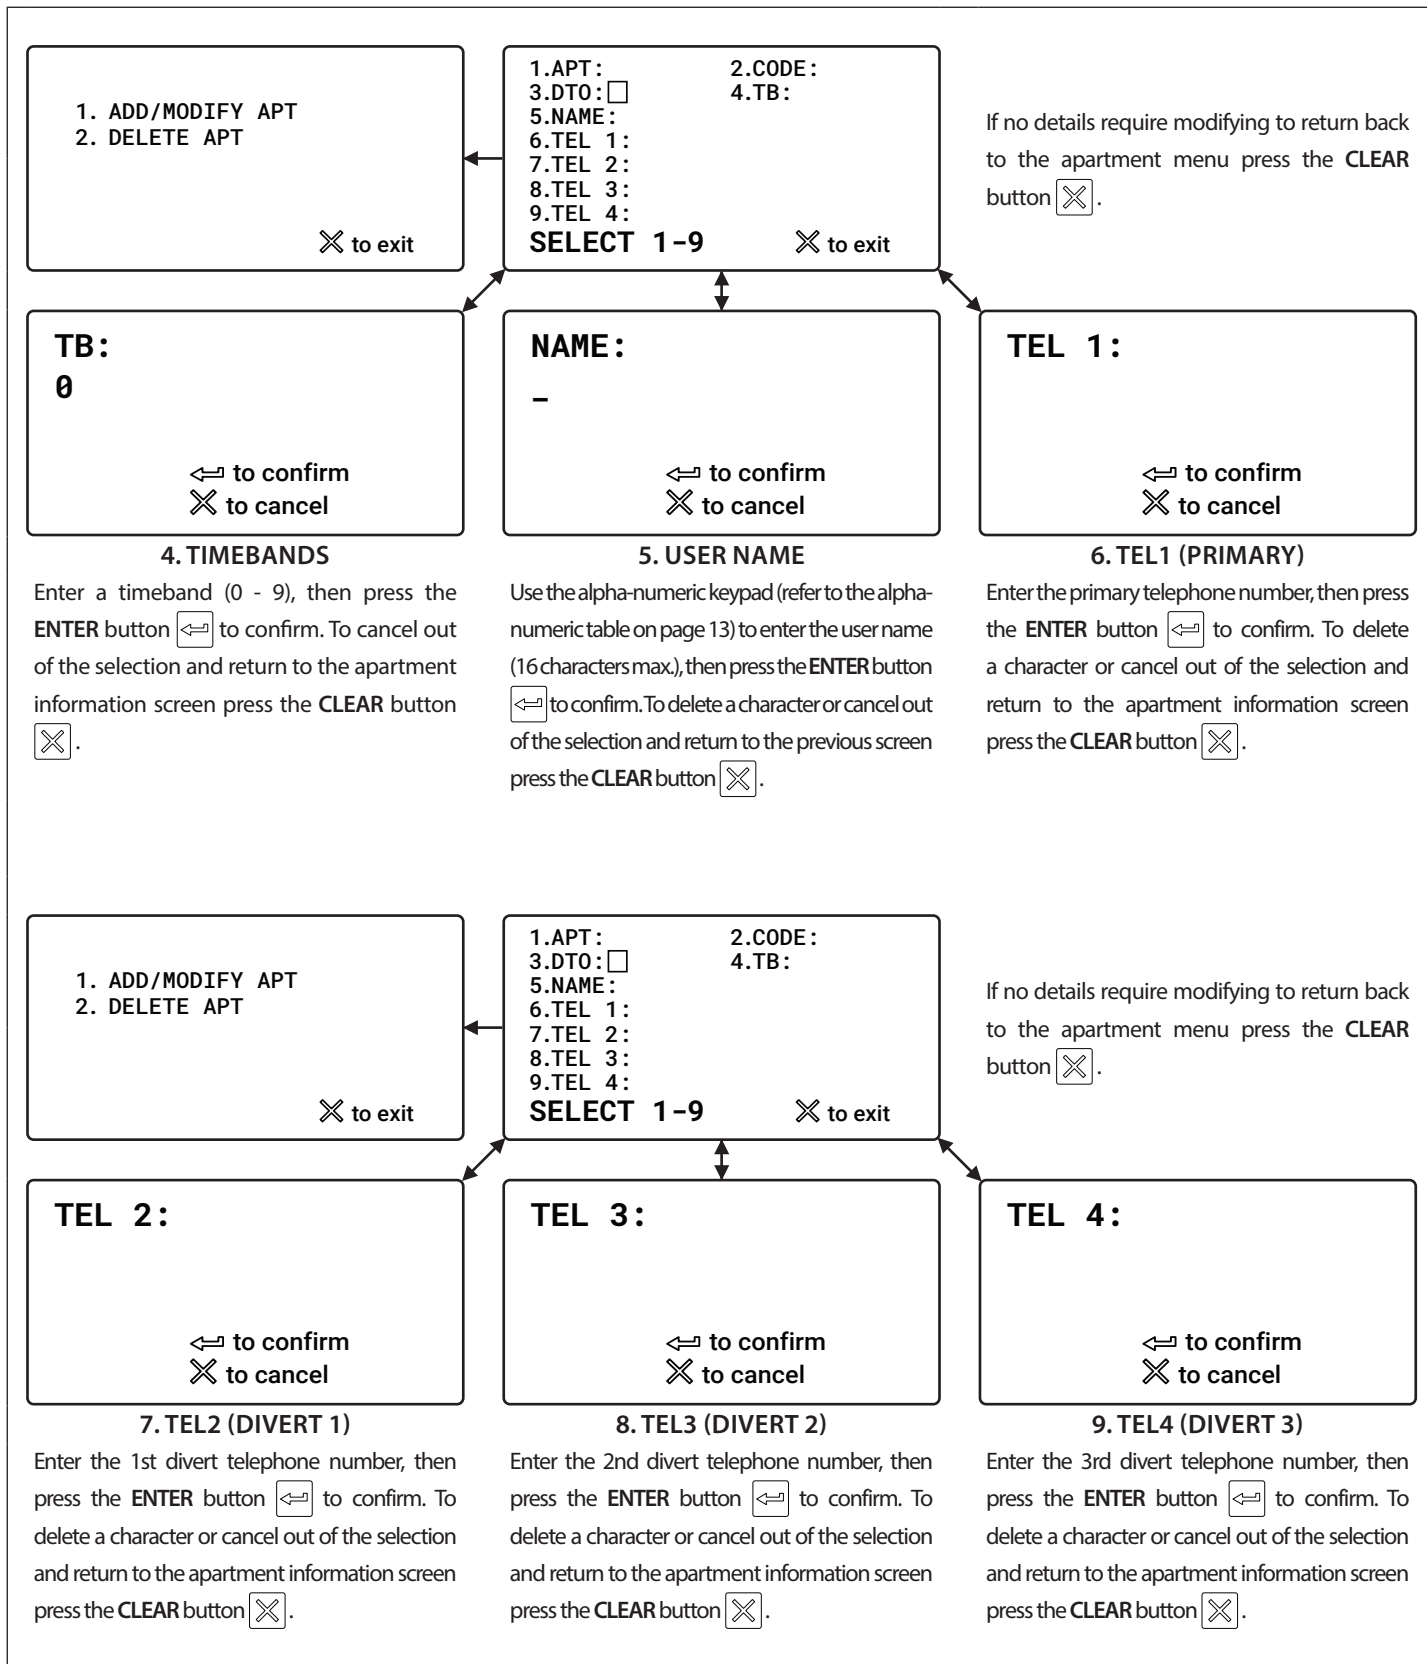 1. ADD/MODIFY APT
2. DELETE APT
to exit
1.APT: 2.CODE:
3.DTO: 4.TB:
5.NAME:
6.TEL 1:
7.TEL 2:
8.TEL 3:
9.TEL 4:
SELECT 1-9 to exit
If no details require modifying to return back
to the apartment menu press the CLEAR
button .
TB:
0
to confirm
to cancel
4. TIMEBANDS
Enter a timeband (0 - 9), then press the
ENTER button to confirm. To cancel out
of the selection and return to the apartment
information screen press the CLEAR button
.
NAME:
_
to confirm
to cancel
5. USER NAME
Use the alpha-numeric keypad (refer to the alpha-
numeric table on page 13) to enter the user name
(16 characters max.), then press the ENTER button
to confirm. To delete a character or cancel out
of the selection and return to the previous screen
press the CLEAR button .
TEL 1:
to confirm
to cancel
6. TEL1 (PRIMARY)
Enter the primary telephone number, then press
the ENTER button to confirm. To delete
a character or cancel out of the selection and
return to the apartment information screen
press the CLEAR button .
1. ADD/MODIFY APT
2. DELETE APT
to exit
1.APT: 2.CODE:
3.DTO: 4.TB:
5.NAME:
6.TEL 1:
7.TEL 2:
8.TEL 3:
9.TEL 4:
SELECT 1-9 to exit
If no details require modifying to return back
to the apartment menu press the CLEAR
button .
TEL 2:
to confirm
to cancel
7. TEL2 (DIVERT 1)
Enter the 1st divert telephone number, then
press the ENTER button to confirm. To
delete a character or cancel out of the selection
and return to the apartment information screen
press the CLEAR button .
TEL 3:
to confirm
to cancel
8. TEL3 (DIVERT 2)
Enter the 2nd divert telephone number, then
press the ENTER button to confirm. To
delete a character or cancel out of the selection
and return to the apartment information screen
press the CLEAR button .
TEL 4:
to confirm
to cancel
9. TEL4 (DIVERT 3)
Enter the 3rd divert telephone number, then
press the ENTER button to confirm. To
delete a character or cancel out of the selection
and return to the apartment information screen
press the CLEAR button .